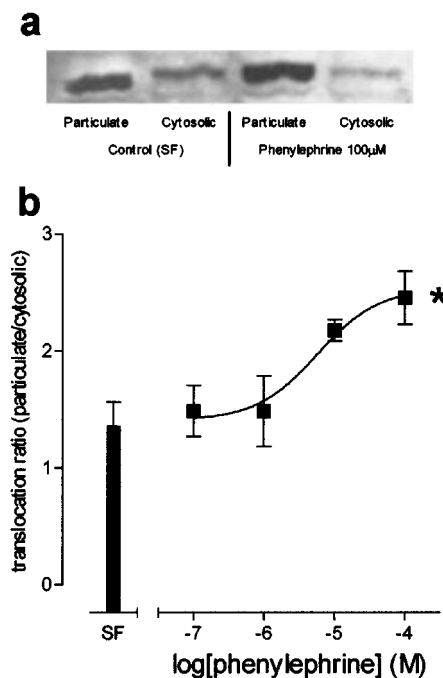 a
Particulate Cytosolic Particulate Cytosolic
Control (SF) Phenylephrine 100µM
b
translocation ratio (particulate/cytosolic)
3
2
1
0
*
SF -7 -6 -5 -4
log[phenylephrine] (M)